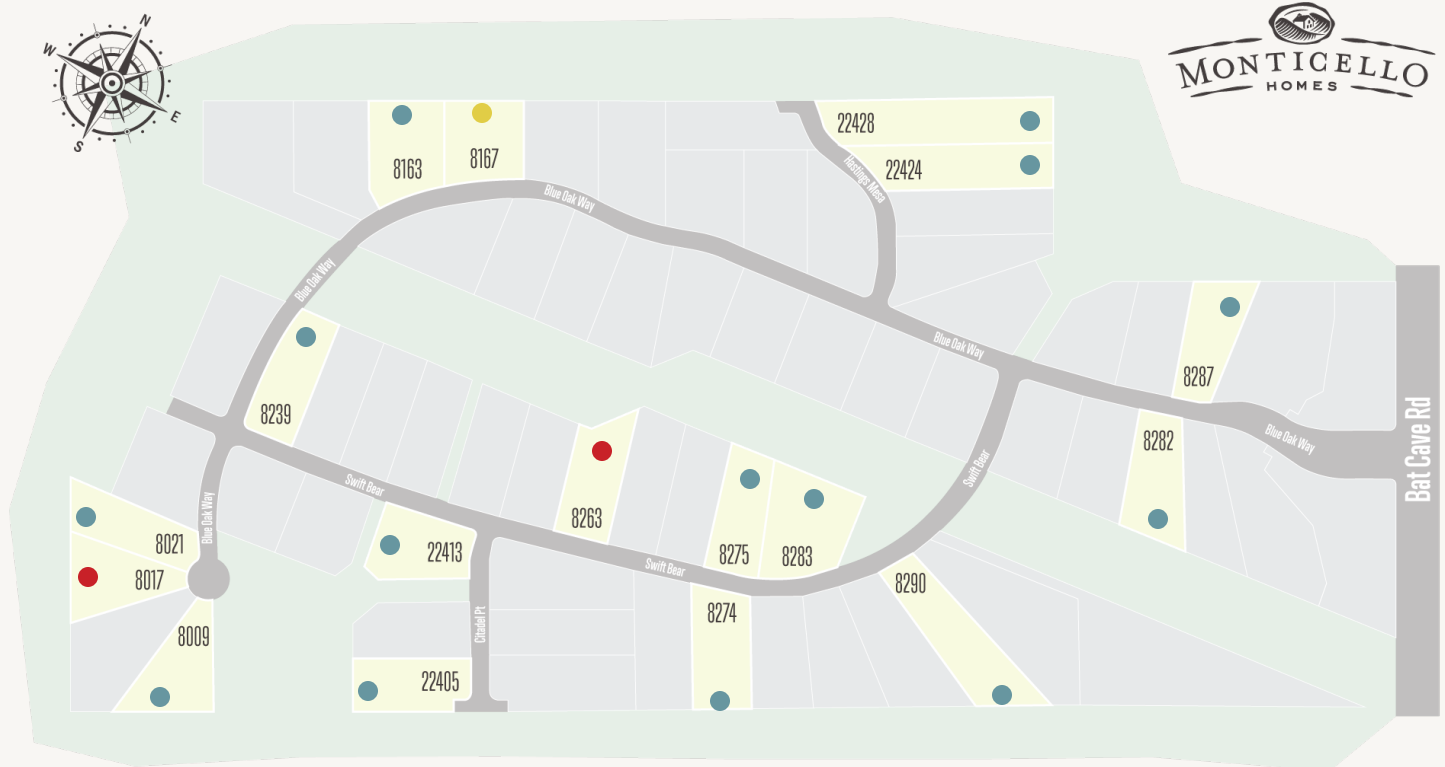 N
W
E
S
MONTICELLO
HOMES
8163
8167
22428
22424
Hastings Mesa
Blue Oak Way
Blue Oak Way
Blue Oak Way
8287
8239
8282
Blue Oak Way
Bat Cave Rd
Swift Bear
Swift Bear
8263
8275
8283
Blue Oak Way
8021
8017
22413
Swift Bear
8290
8274
8009
Citadel Pt
22405